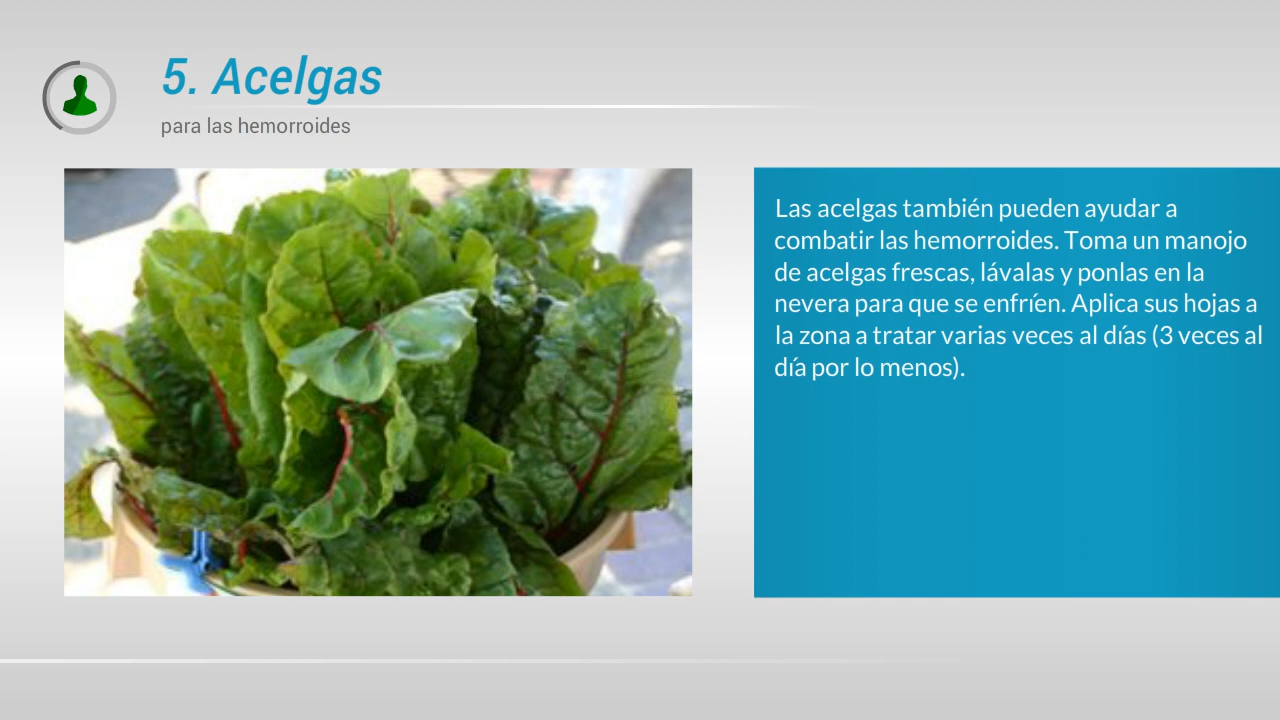 5. Acelgas
para las hemorroides
Las acelgas también pueden ayudar a
combatir las hemorroides. Toma un manojo
de acelgas frescas, lávalas y ponlas en la
nevera para que se enfríen. Aplica sus hojas a
la zona a tratar varias veces al días (3 veces al
día por lo menos).